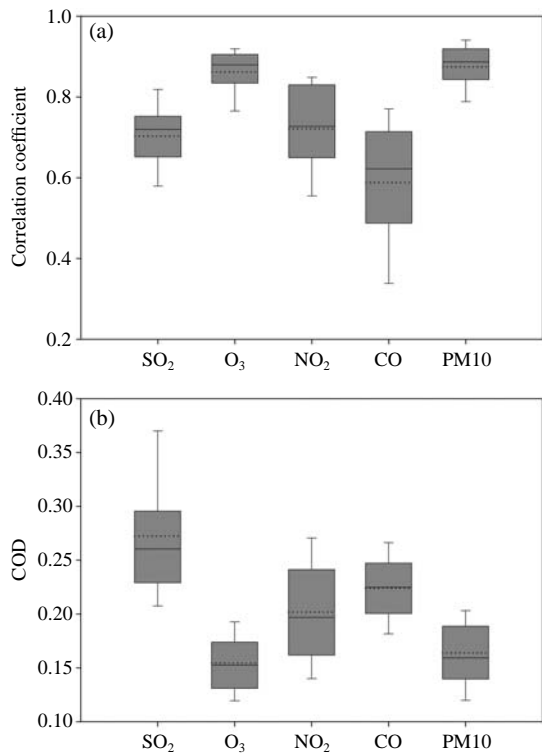 (a)
Correlation coefficient
1.0
0.8
0.6
0.4
0.2
SO₂ O₃ NO₂ CO PM10
(b)
COD
0.40
0.35
0.30
0.25
0.20
0.15
0.10
SO₂ O₃ NO₂ CO PM10